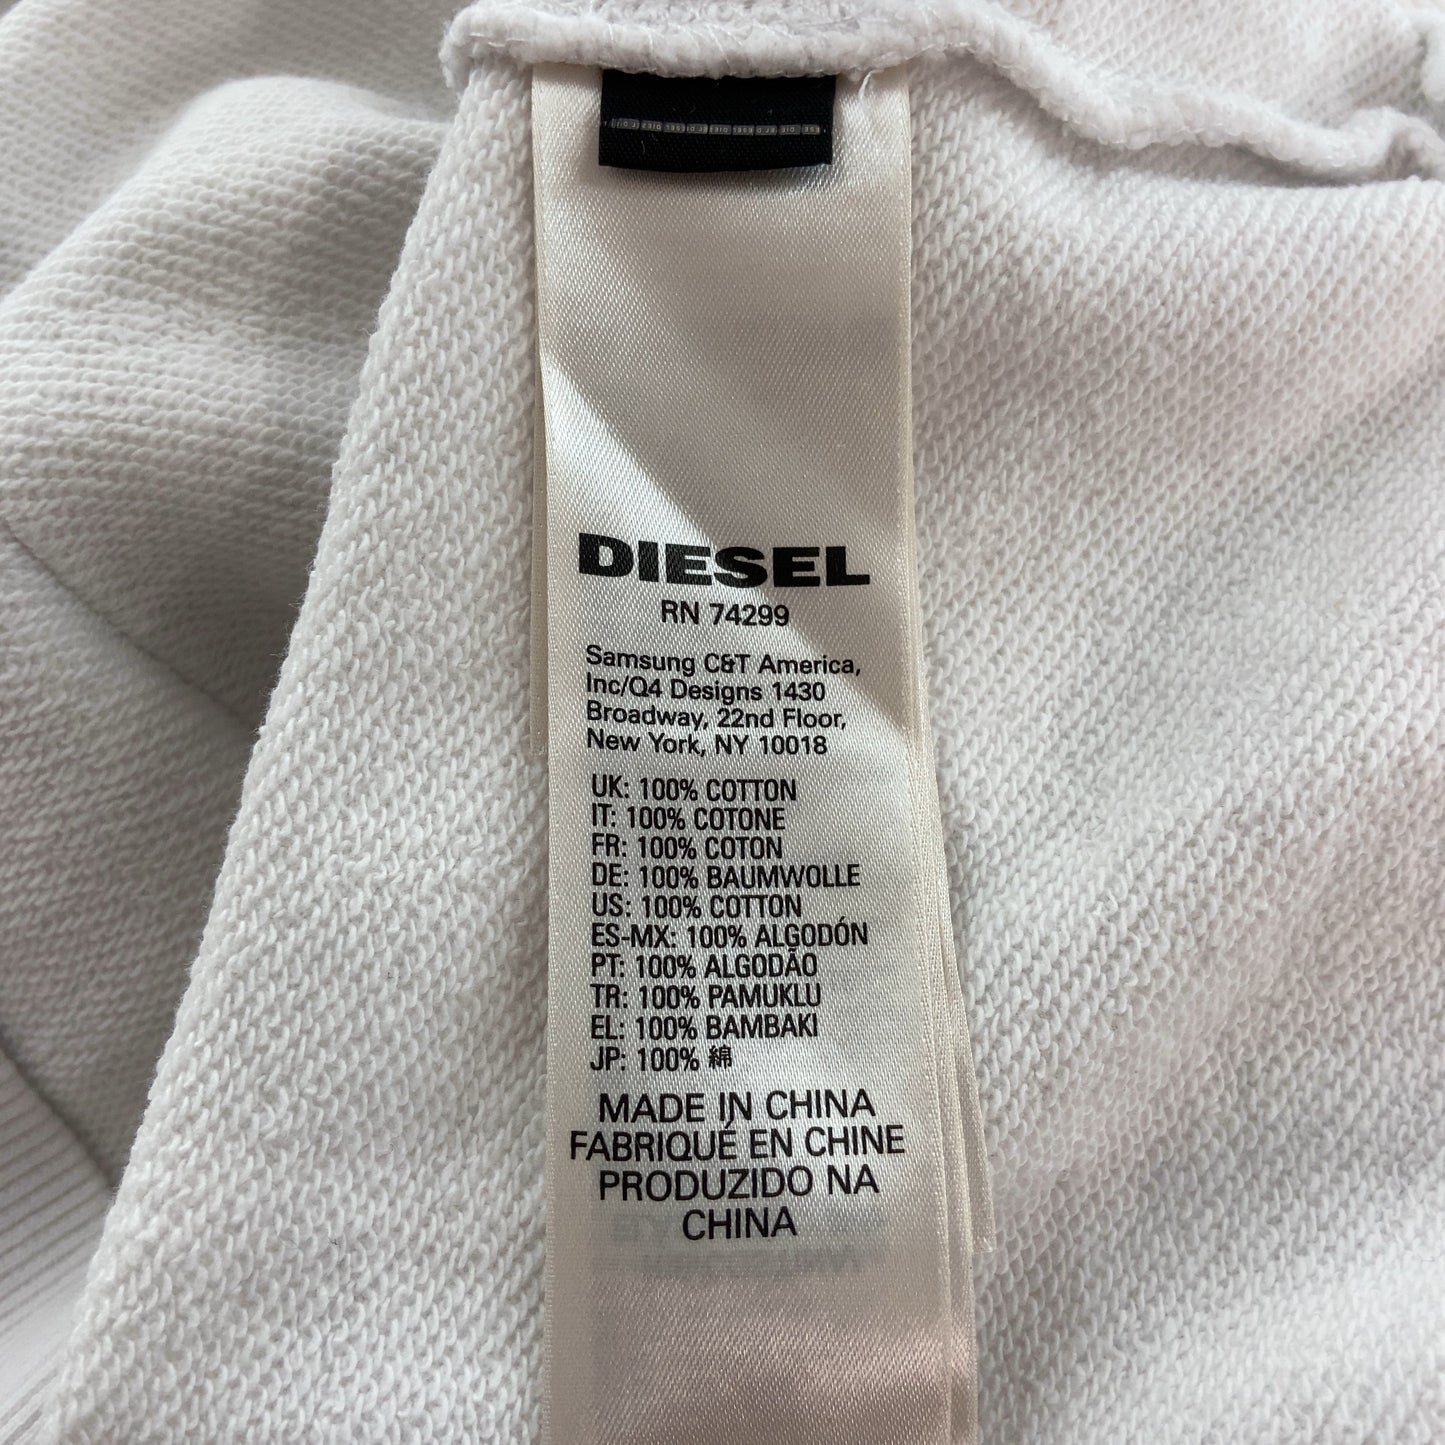 DIESEL
RN 74299
Samsung C&T America,
Inc/Q4 Designs 1430
Broadway, 22nd Floor,
New York, NY 10018
UK: 100% COTTON
IT: 100% COTONE
FR: 100% COTON
DE: 100% BAUMWOLLE
US: 100% COTTON
ES-MX: 100% ALGODÓN
PT: 100% ALGODÃO
TR: 100% PAMUKLU
EL: 100% BAMBAKI
JP: 100% 綿
MADE IN CHINA
FABRIQUÉ EN CHINE
PRODUZIDO NA
CHINA